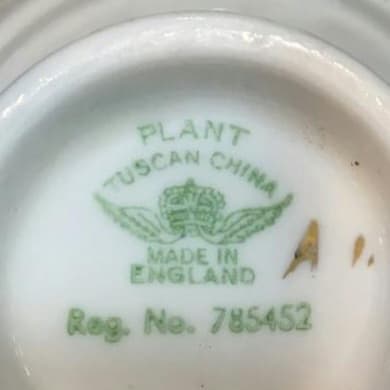 PLANT
TUSCAN CHINA
MADE IN
ENGLAND
A
Reg. No. 785452